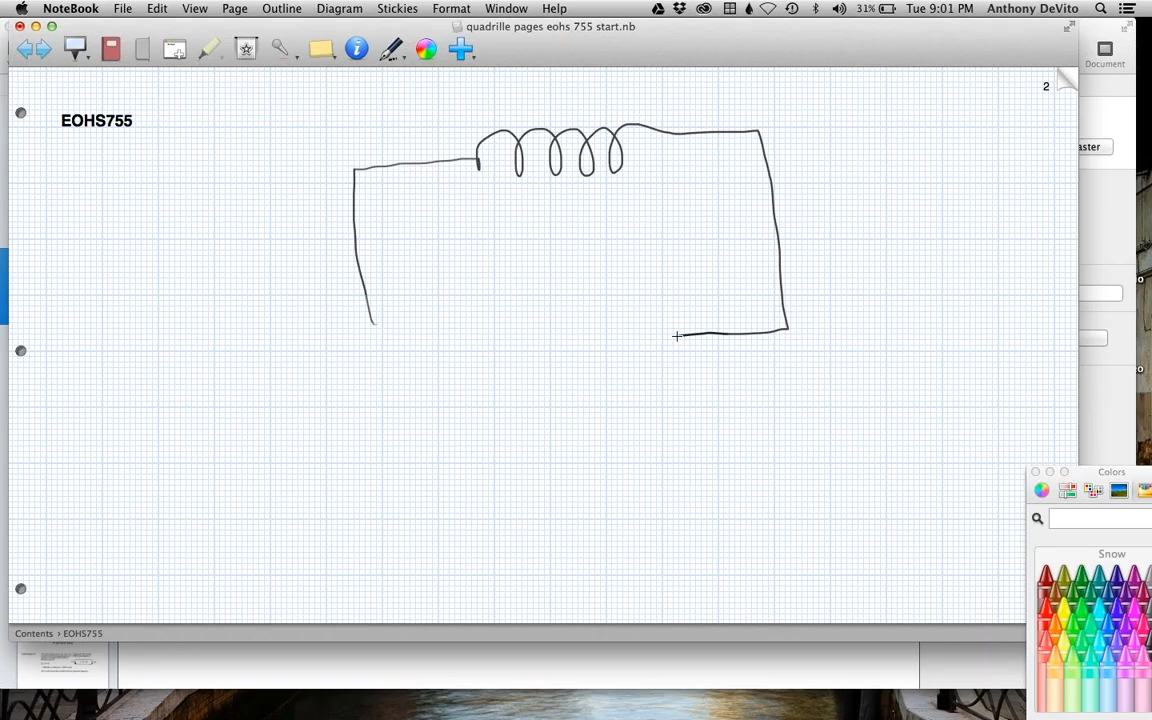 NoteBook File Edit View Page Outline Diagram Stickies Format Window Help 31% Tue 9:01 PM Anthony DeVito
quadrille pages eohs 755 start.nb
Document
2
EOHS755
aster
Colors
Snow
Contents › EOHS755